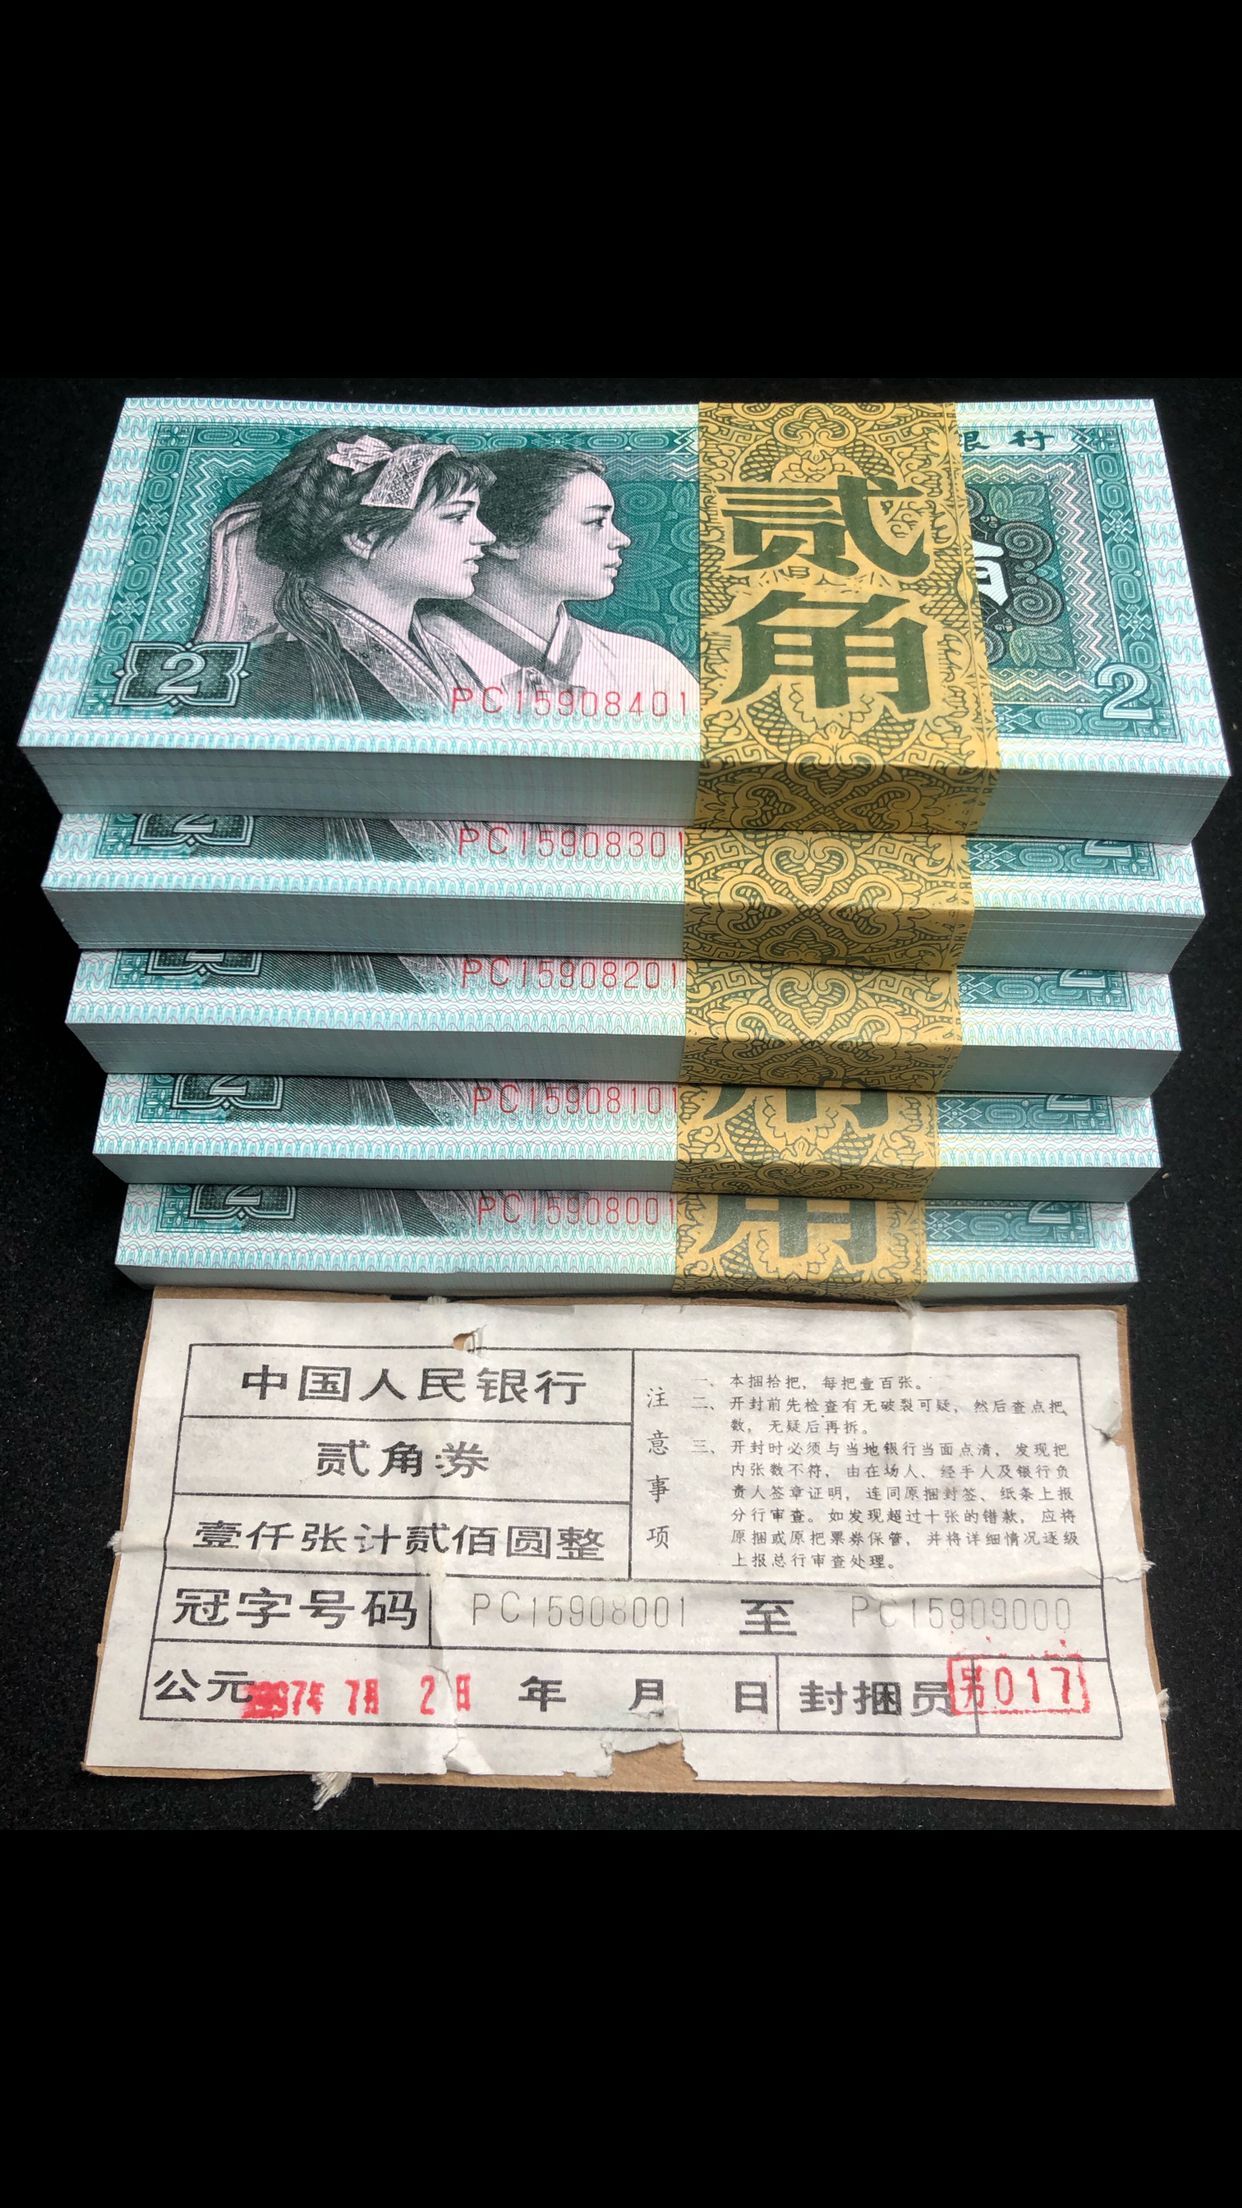 银行
贰
角
2
2
PC15908401
PC15908301
PC15908201
PC15908101
角
PC15908001
角
中国人民银行
贰角券
壹仟张计贰佰圆整
注意事项
一、本捆拾把，每把壹百张。
二、开封前先检查有无破裂可疑，然后查点把
数，无疑后再拆。
三、开封时必须与当地银行当面点清，发现把
内张数不符，由在场人、经手人及银行负
责人签章证明，连同原捆封签、纸条上报
分行审查。如发现超过十张的错款，应将
原捆或原把票券保管，并将详细情况逐级
上报总行审查处理。
冠字号码 PC15908001 至 PC15909000
公元1997年 7月 2日 年 月 日 封捆员 017